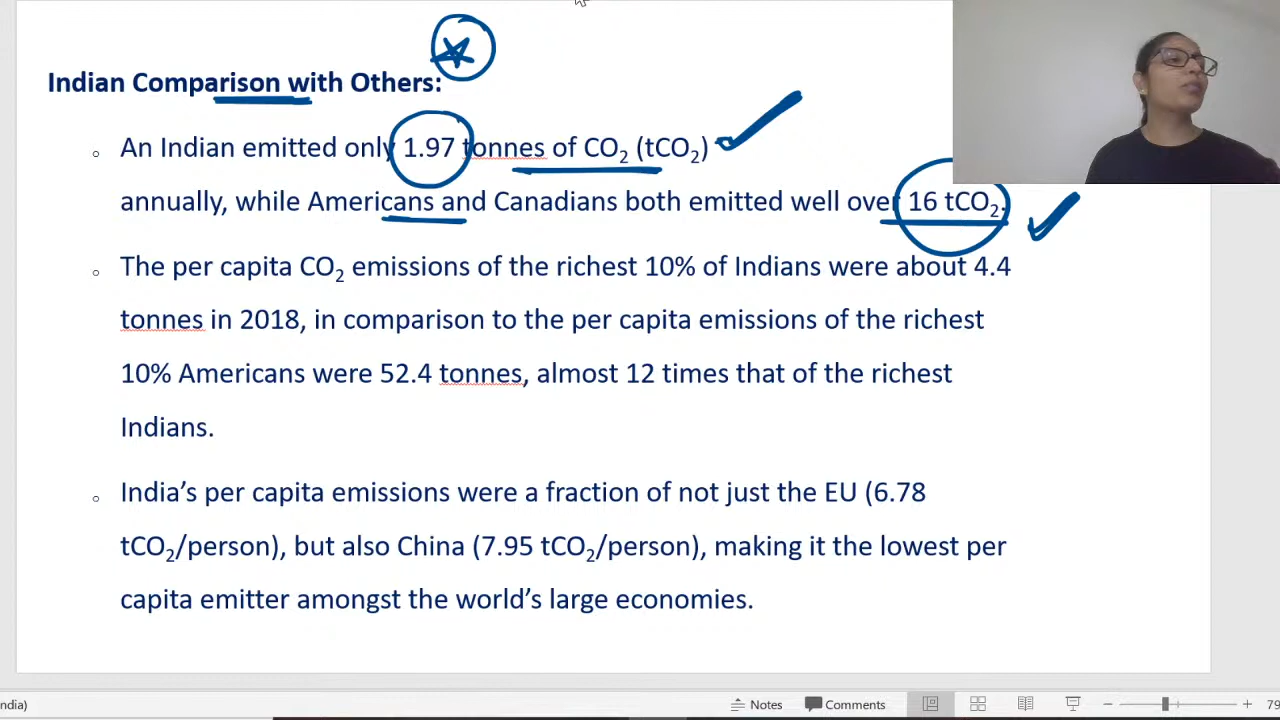 Indian Comparison with Others:
An Indian emitted only 1.97 tonnes of CO₂ (tCO₂)
annually, while Americans and Canadians both emitted well over 16 tCO₂.
The per capita CO₂ emissions of the richest 10% of Indians were about 4.4
tonnes in 2018, in comparison to the per capita emissions of the richest
10% Americans were 52.4 tonnes, almost 12 times that of the richest
Indians.
India’s per capita emissions were a fraction of not just the EU (6.78
tCO₂/person), but also China (7.95 tCO₂/person), making it the lowest per
capita emitter amongst the world’s large economies.
ndia) Notes Comments 79